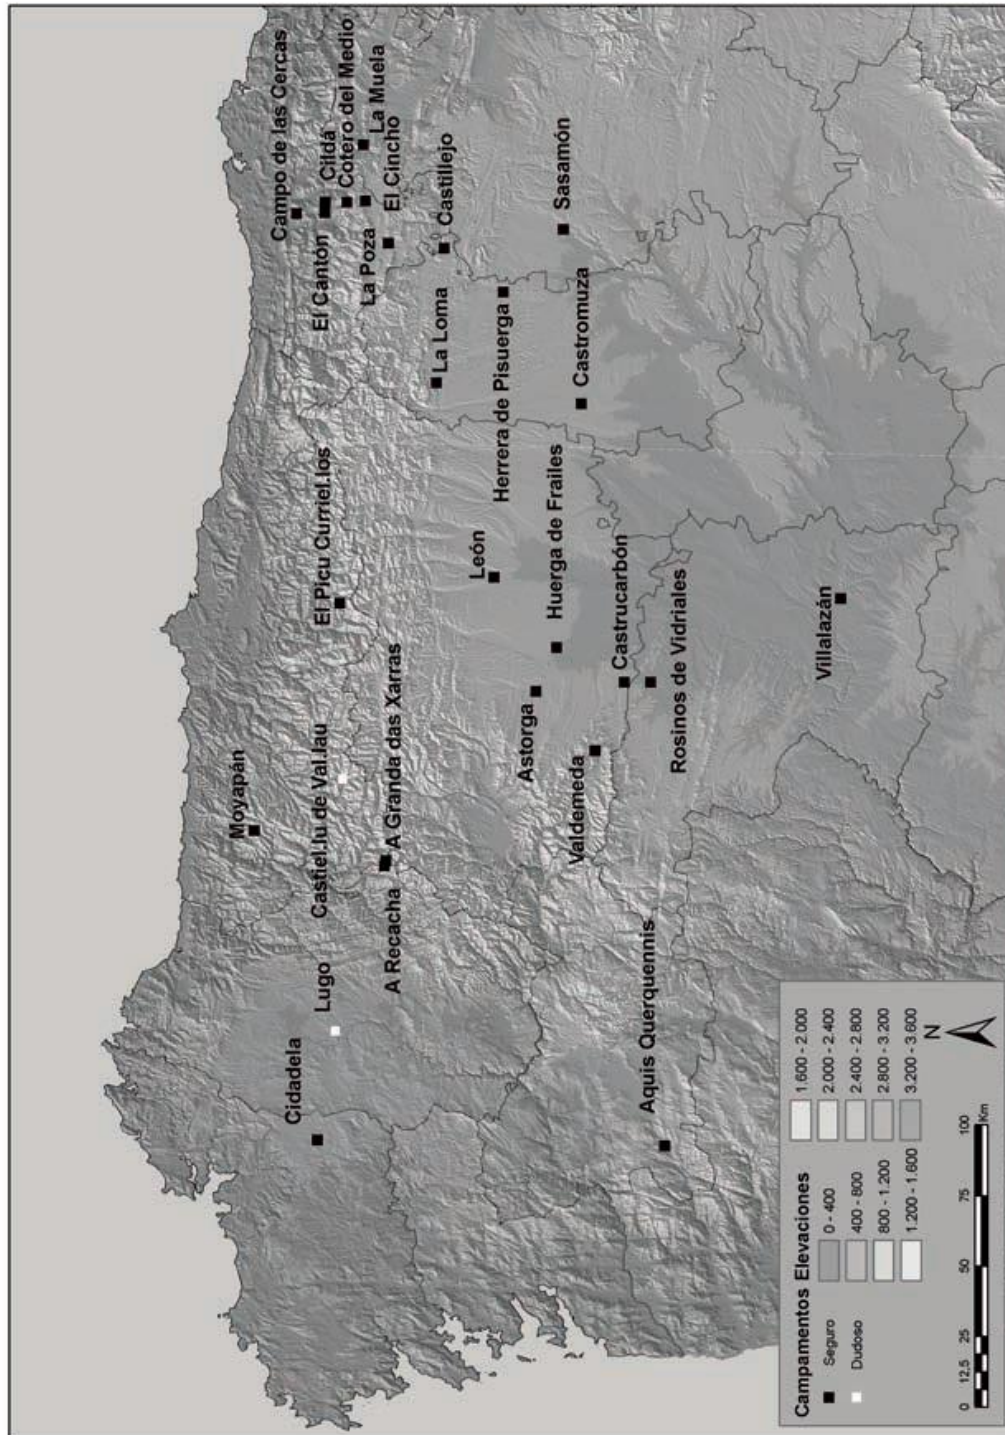 Campo de las Cercas
Cildá
Cotero del Medio
La Muela
El Cantón
La Poza
El Cincho
Castillejo
La Loma
Sasamón
Herrera de Pisuerga
Castromuza
El Picu Curriel.los
León
Huerga de Frailes
Castrucarbón
Rosinos de Vidriales
Villalazán
Moyapán
Castiel.lu de Val.lau
A Granda das Xarras
Astorga
Valdemeda
A Recacha
Lugo
Cidadela
Aquis Querquennis
Campamentos
Seguro
Dudoso
Elevaciones
0 - 400
400 - 800
800 - 1.200
1.200 - 1.600
1.600 - 2.000
2.000 - 2.400
2.400 - 2.800
2.800 - 3.200
3.200 - 3.600
N
0 12,5 25 50 75 100
Km